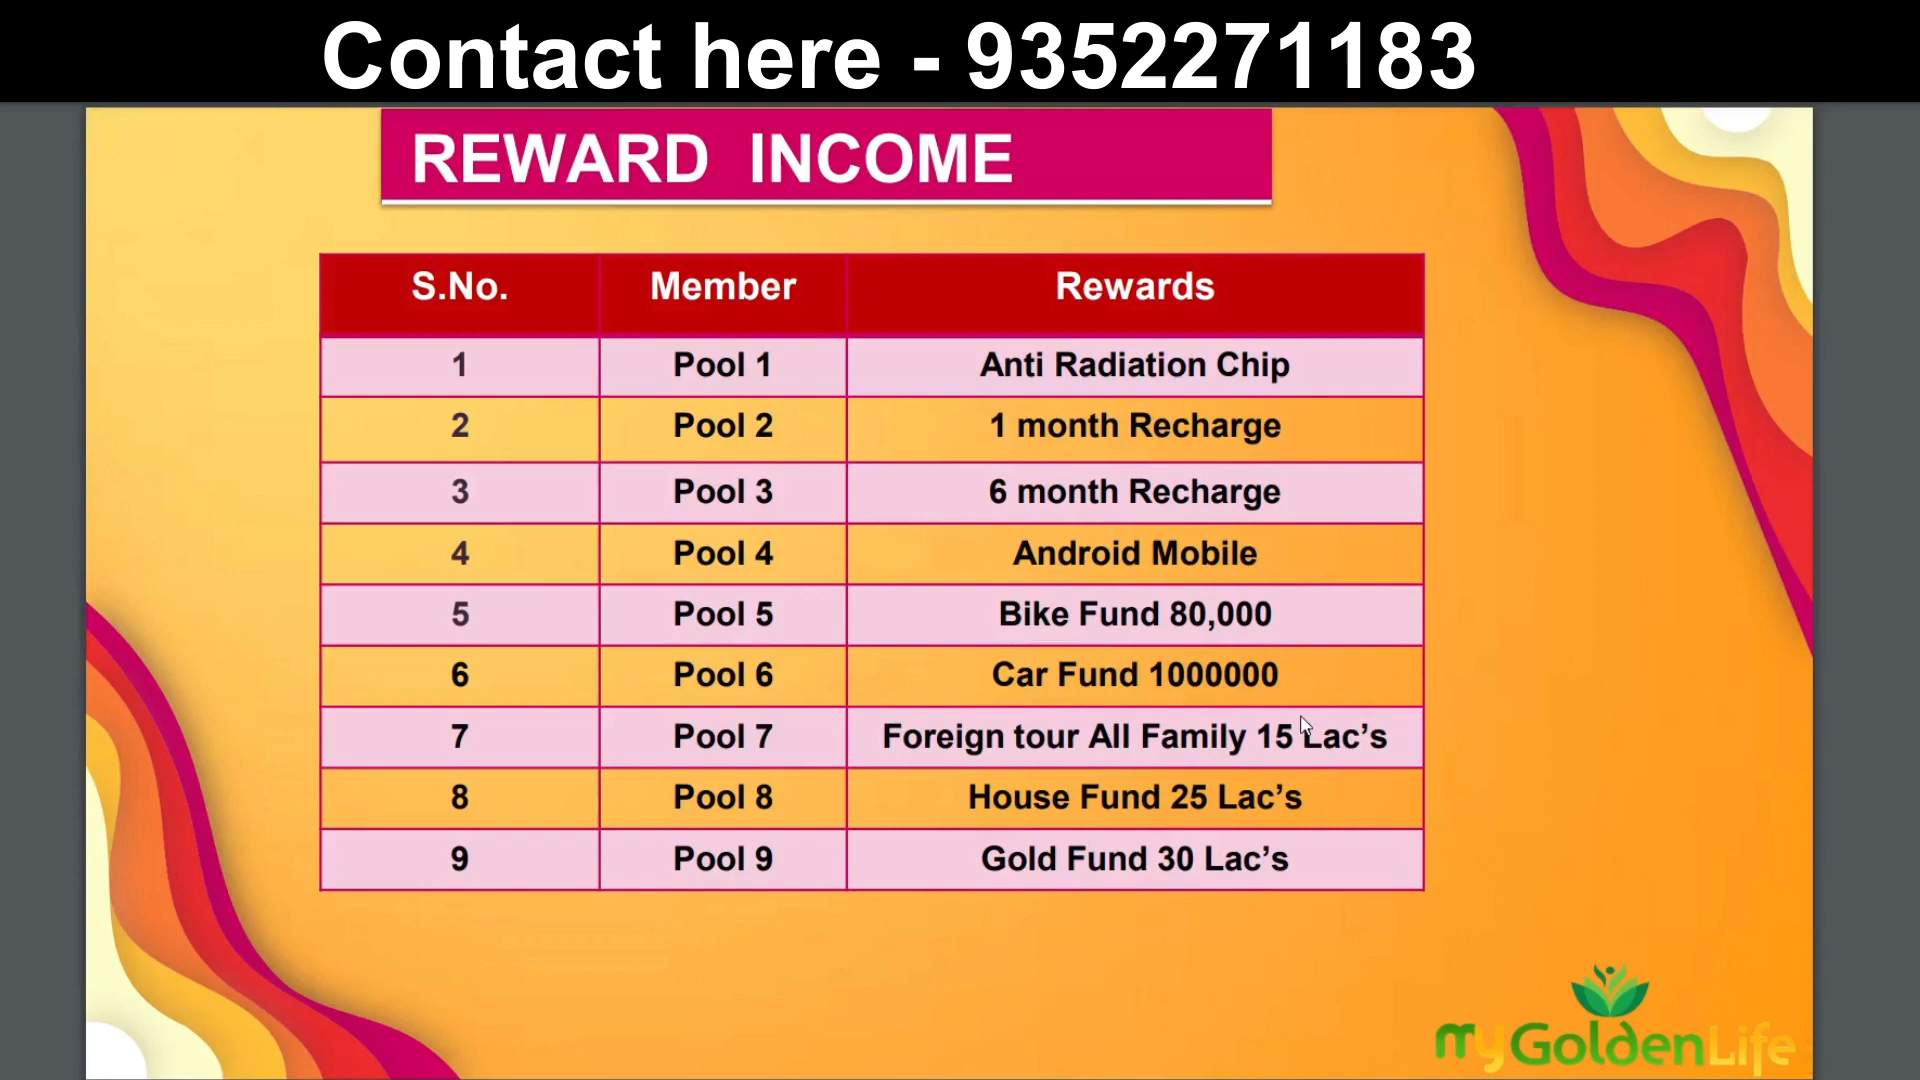 Contact here - 9352271183
REWARD INCOME
S.No. Member Rewards
1 Pool 1 Anti Radiation Chip
2 Pool 2 1 month Recharge
3 Pool 3 6 month Recharge
4 Pool 4 Android Mobile
5 Pool 5 Bike Fund 80,000
6 Pool 6 Car Fund 1000000
7 Pool 7 Foreign tour All Family 15 Lac’s
8 Pool 8 House Fund 25 Lac’s
9 Pool 9 Gold Fund 30 Lac’s
myGoldenLife